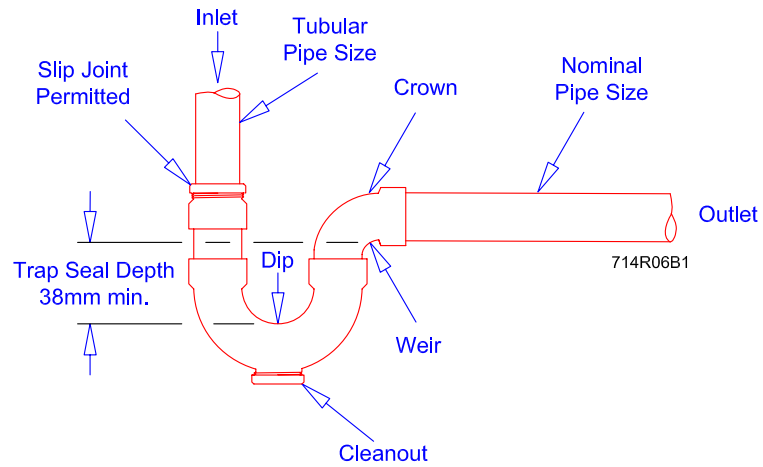 Inlet
Tubular
Pipe Size
Slip Joint
Permitted
Crown
Nominal
Pipe Size
Outlet
714R06B1
Dip
Trap Seal Depth
38mm min.
Weir
Cleanout